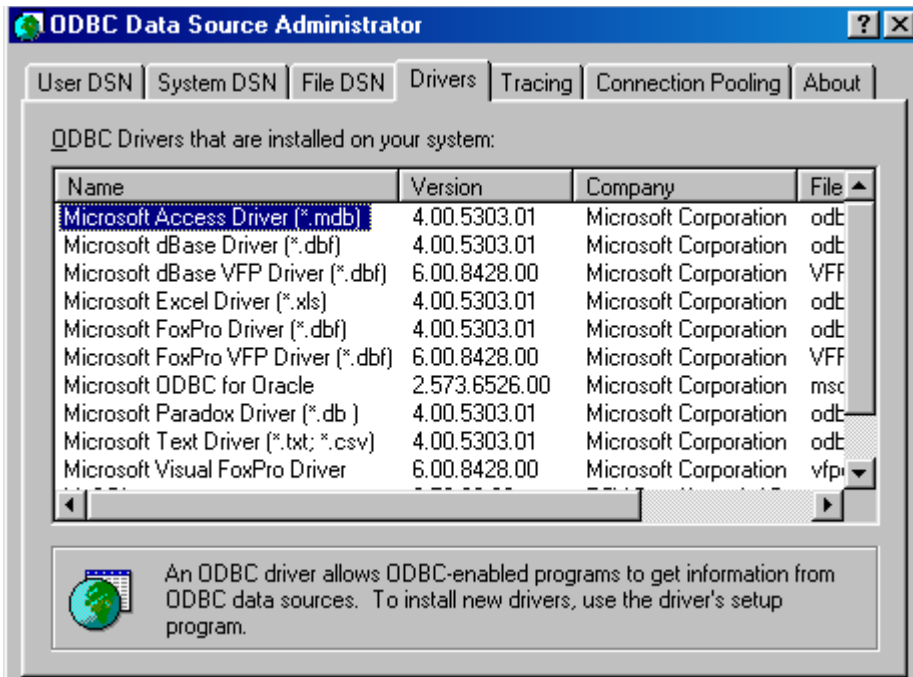 ODBC Data Source Administrator
User DSN System DSN File DSN Drivers Tracing Connection Pooling About
ODBC Drivers that are installed on your system:
Name Version Company File
Microsoft Access Driver (*.mdb) 4.00.5303.01 Microsoft Corporation odb
Microsoft dBase Driver (*.dbf) 4.00.5303.01 Microsoft Corporation odb
Microsoft dBase VFP Driver (*.dbf) 6.00.8428.00 Microsoft Corporation VFP
Microsoft Excel Driver (*.xls) 4.00.5303.01 Microsoft Corporation odb
Microsoft FoxPro Driver (*.dbf) 4.00.5303.01 Microsoft Corporation odb
Microsoft FoxPro VFP Driver (*.dbf) 6.00.8428.00 Microsoft Corporation VFP
Microsoft ODBC for Oracle 2.573.6526.00 Microsoft Corporation
Microsoft Paradox Driver (*.db ) 4.00.5303.01 Microsoft Corporation odb
Microsoft Text Driver (*.txt; *.csv) 4.00.5303.01 Microsoft Corporation odb
Microsoft Visual FoxPro Driver 6.00.8428.00 Microsoft Corporation
An ODBC driver allows ODBC-enabled programs to get information from
ODBC data sources. To install new drivers, use the driver's setup
program.